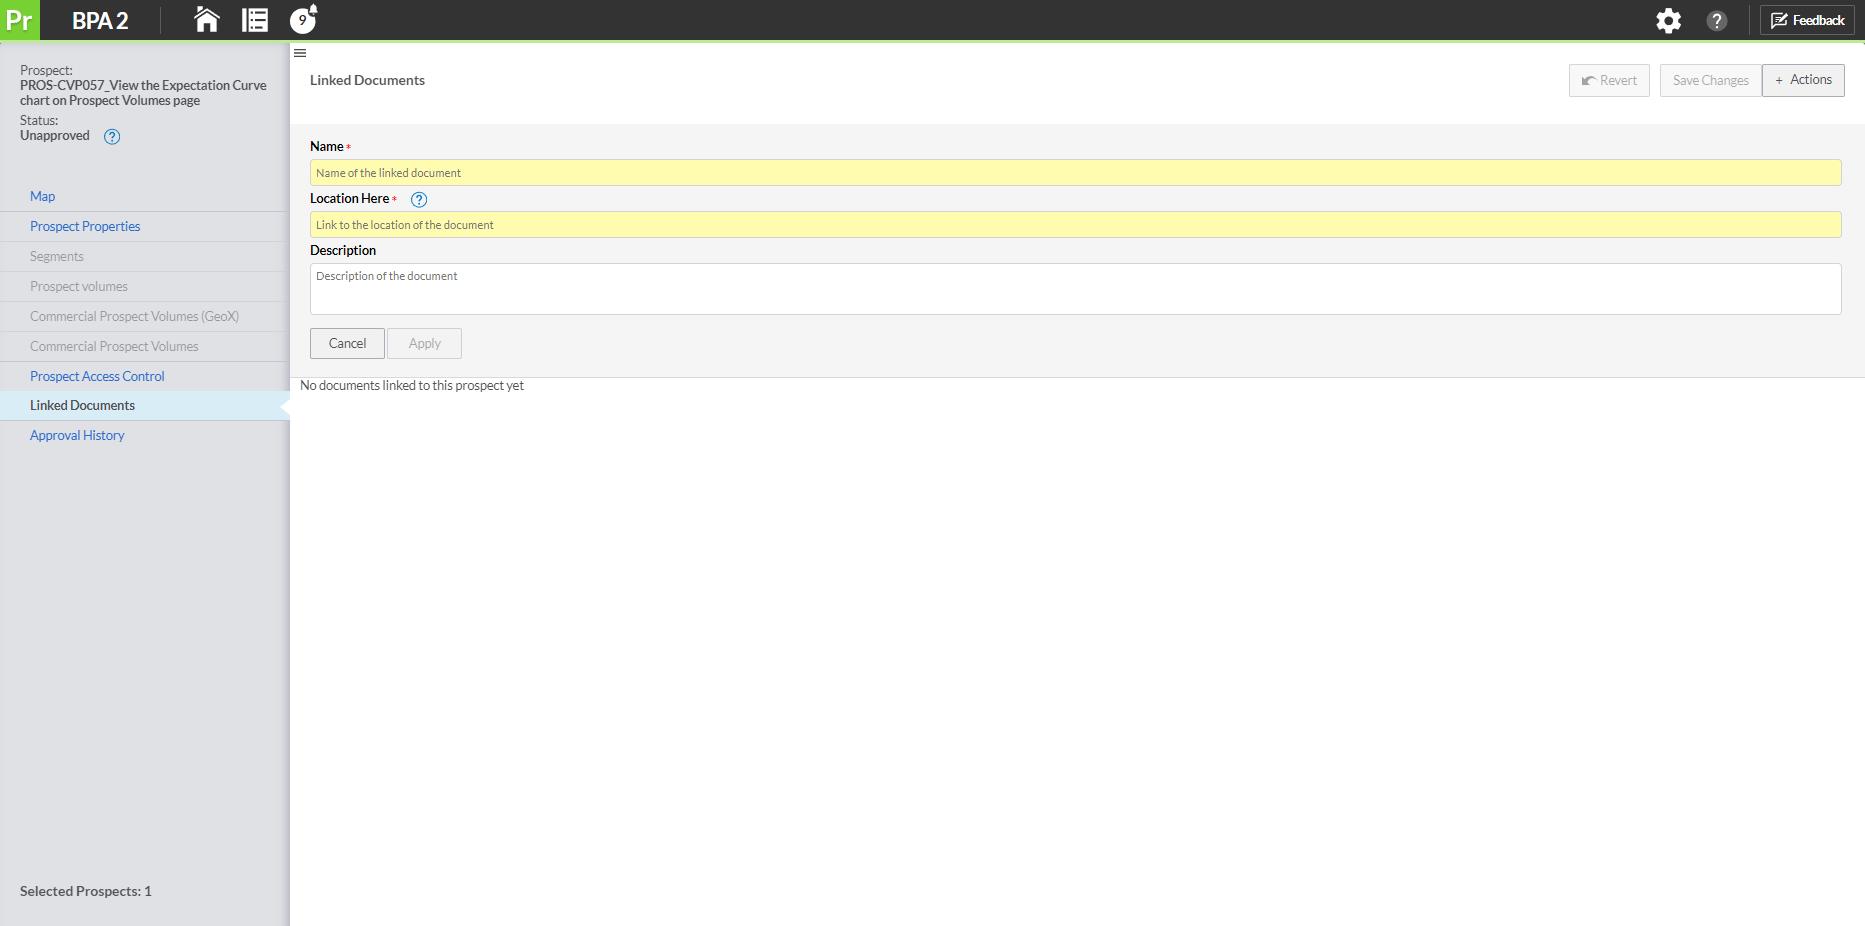 Pr
BPA 2
9
?
Feedback
Prospect:
PROS-CVP057_View the Expectation Curve
chart on Prospect Volumes page
Status:
Unapproved ?
Map
Prospect Properties
Segments
Prospect volumes
Commercial Prospect Volumes (GeoX)
Commercial Prospect Volumes
Prospect Access Control
Linked Documents
Approval History
Selected Prospects: 1
Linked Documents
Revert
Save Changes
+ Actions
Name *
Name of the linked document
Location Here * ?
Link to the location of the document
Description
Description of the document
Cancel
Apply
No documents linked to this prospect yet